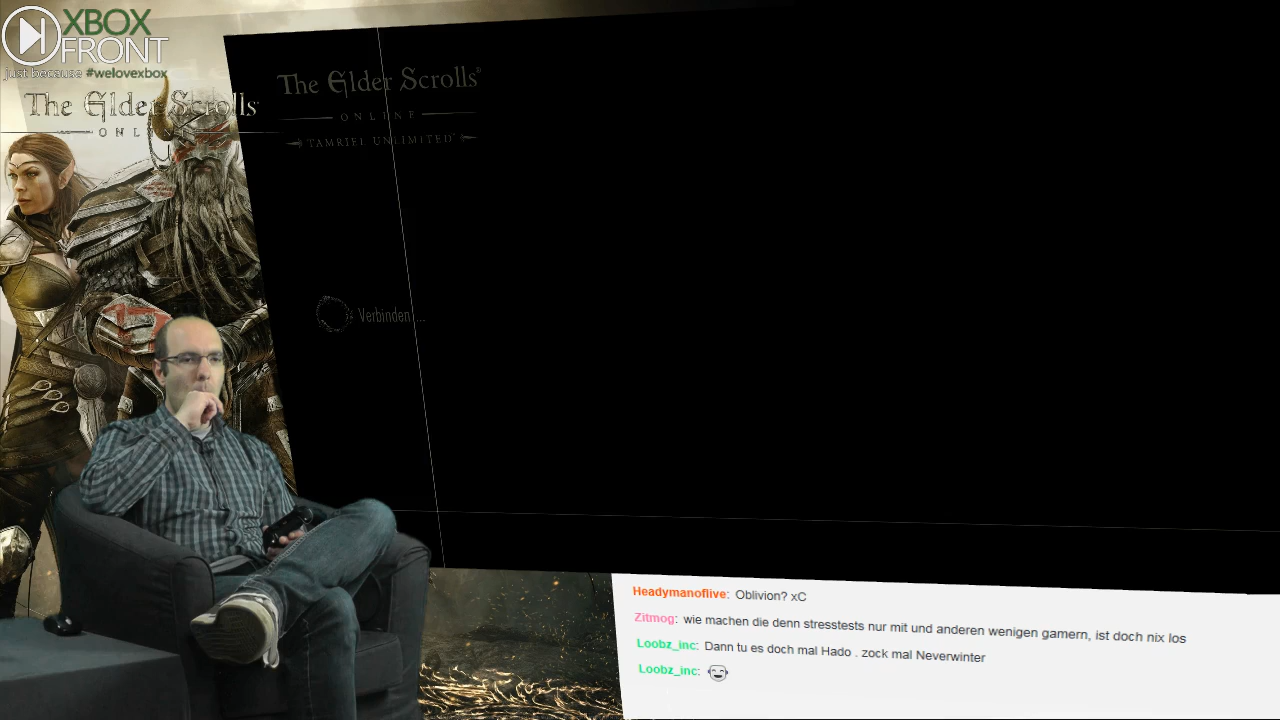 XBOX
FRONT
just because #welovexbox
The Elder Scrolls
ONLINE
The Elder Scrolls
ONLINE
TAMRIEL UNLIMITED
Verbinden ...
Headymanoflive: Oblivion? xC
Zitmog: wie machen die denn stresstests nur mit und anderen wenigen gamern, ist doch nix los
Loobz_inc: Dann tu es doch mal Hado . zock mal Neverwinter
Loobz_inc: